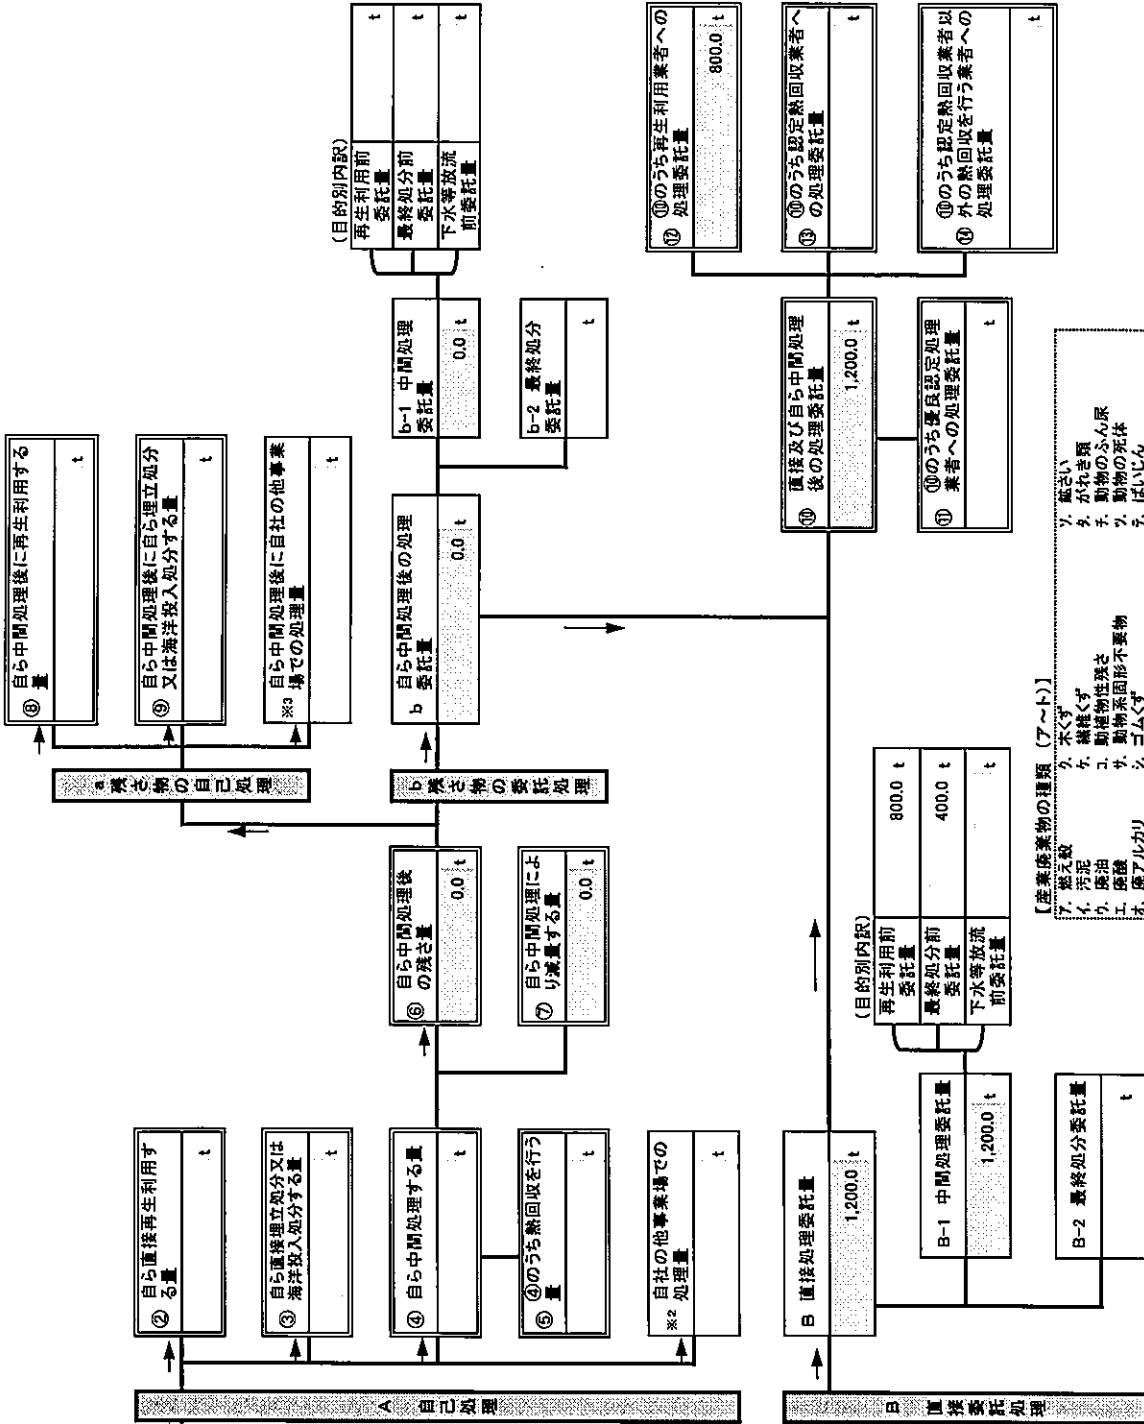 A 自己処理
② 自ら直接再生利用す
る量
t
③ 自ら直接埋立処分又は
海洋投入処分する量
t
④ 自ら中間処理する量
t
⑤ ④のうち熱回収を行う
量
t
※2 自社の他事業場での
処理量
t
⑥ 自ら中間処理後
の残さ量
0.0 t
⑦ 自ら中間処理によ
り減量する量
0.0 t
a 残さ物の自己処理
⑧ 自ら中間処理後に再生利用する
量
t
⑨ 自ら中間処理後に自ら埋立処分
又は海洋投入処分する量
t
※3 自ら中間処理後に自社の他事業
場での処理量
t
b 残さ物の委託処理
b 自ら中間処理後の処理
委託量
0.0 t
b-1 中間処理
委託量
0.0 t
b-2 最終処分
委託量
t
(目的別内訳)
再生利用前
委託量
t
最終処分前
委託量
t
下水等放流
前委託量
t
B 直接委託処理
B 直接処理委託量
1,200.0 t
B-1 中間処理委託量
1,200.0 t
B-2 最終処分委託量
t
(目的別内訳)
再生利用前
委託量
800.0 t
最終処分前
委託量
400.0 t
下水等放流
前委託量
t
⑩ 直接及び自ら中間処理
後の処理委託量
1,200.0 t
⑪ ⑩のうち優良認定処理
業者への処理委託量
t
⑫ ⑩のうち再生利用業者への
処理委託量
800.0 t
⑬ ⑩のうち認定熱回収業者へ
の処理委託量
t
⑭ ⑩のうち認定熱回収業者以
外の熱回収を行う業者への
処理委託量
t
【産業廃棄物の種類(ア~ト)】
ア. 燃え殻
イ. 汚泥
ウ. 廃油
エ. 廃酸
オ. 廃アルカリ
ク. 木くず
ケ. 繊維くず
コ. 動植物性残さ
サ. 動物系固形不要物
シ. ゴムくず
ソ. 鉱さい
タ. がれき類
チ. 動物のふん尿
ツ. 動物の死体
テ. ばいじん